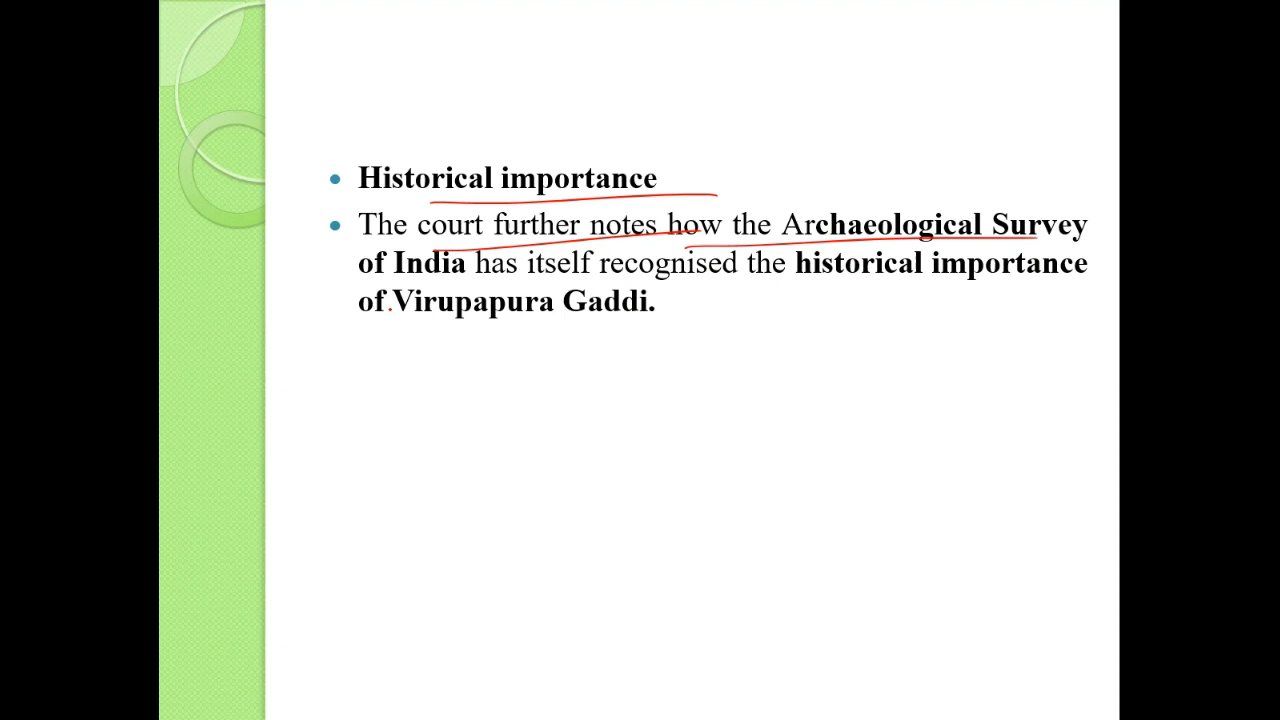 Historical importance
The court further notes how the Archaeological Survey
of India has itself recognised the historical importance
of Virupapura Gaddi.